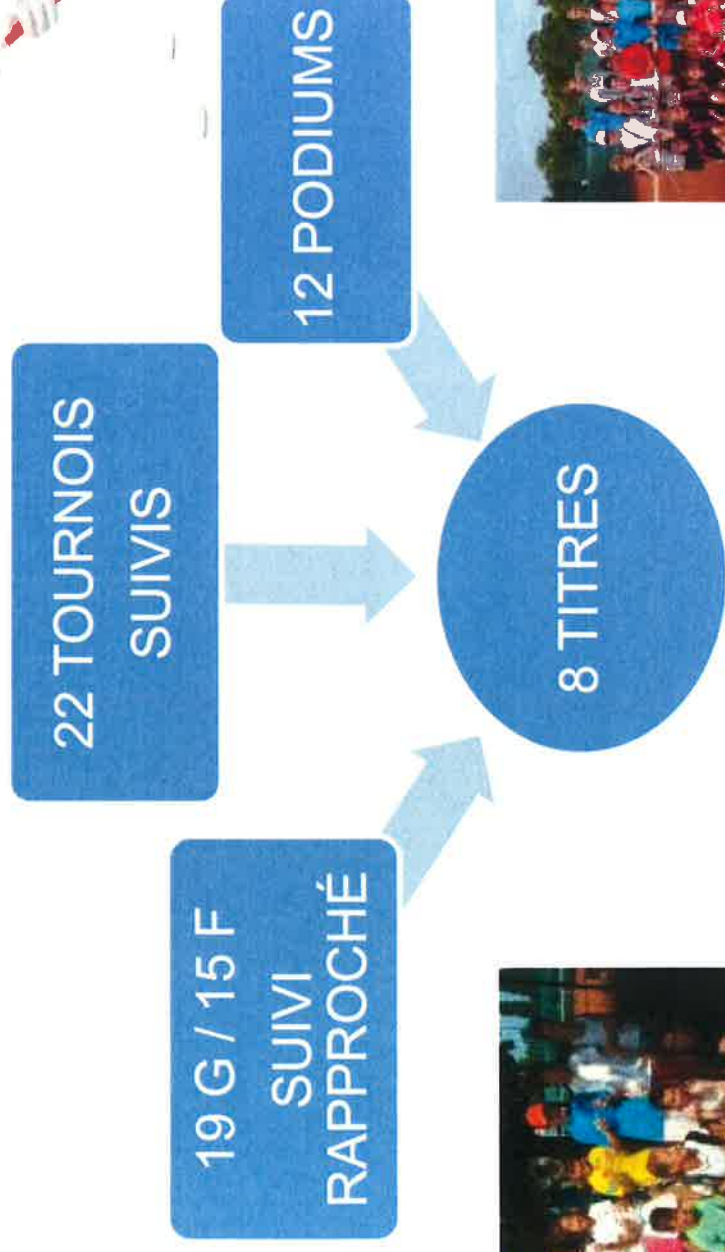 19 G / 15 F
SUIVI
RAPPROCHÉ
22 TOURNOIS
SUIVIS
12 PODIUMS
8 TITRES